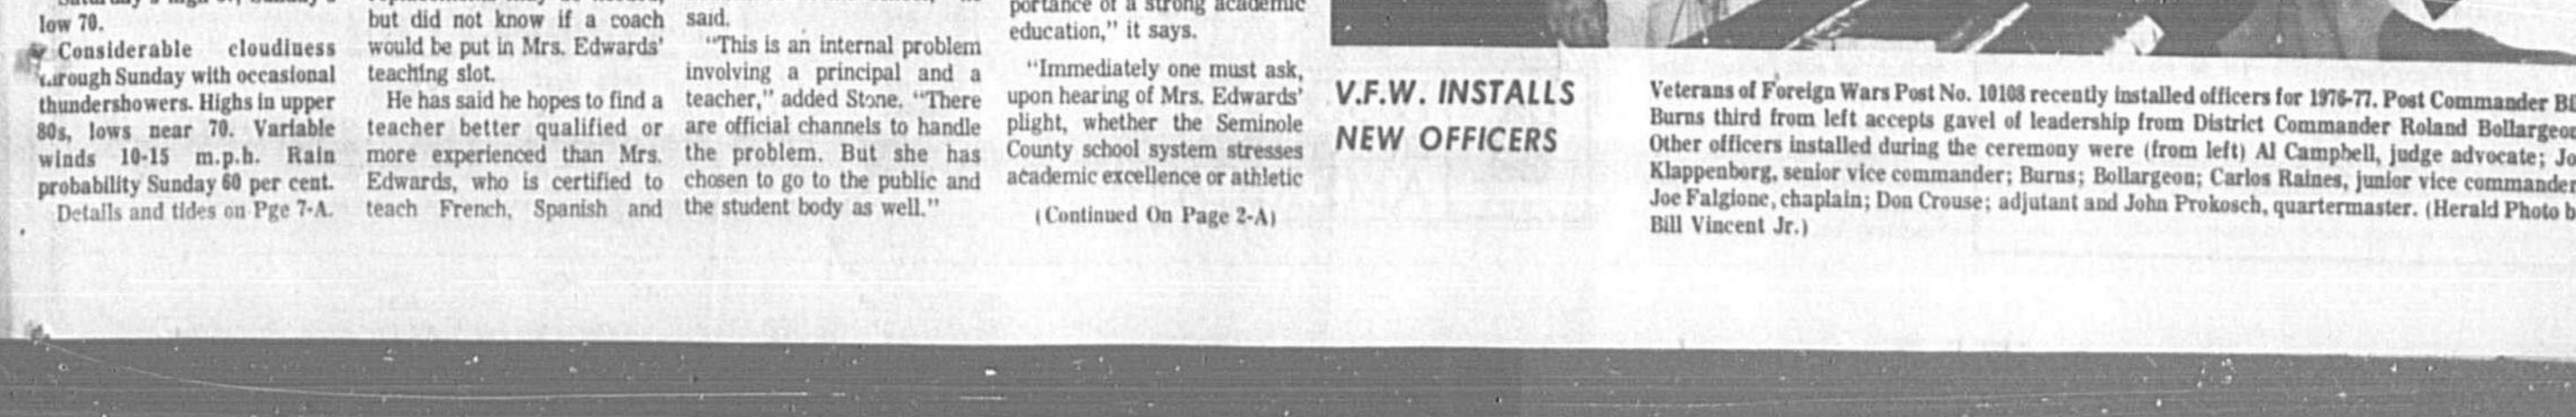 low 70.
Considerable cloudiness
through Sunday with occasional
thundershowers. Highs in upper
80s, lows near 70. Variable
winds 10-15 m.p.h. Rain
probability Sunday 60 per cent.
Details and tides on Pge 7-A.
but did not know if a coach
would be put in Mrs. Edwards'
teaching slot.
He has said he hopes to find a
teacher better qualified or
more experienced than Mrs.
Edwards, who is certified to
teach French, Spanish and
said.
"This is an internal problem
involving a principal and a
teacher," added Stone. "There
are official channels to handle
the problem. But she has
chosen to go to the public and
the student body as well."
portance of a strong academic
education," it says.
"Immediately one must ask,
upon hearing of Mrs. Edwards'
plight, whether the Seminole
County school system stresses
academic excellence or athletic
(Continued On Page 2-A)
V.F.W. INSTALLS
NEW OFFICERS
Veterans of Foreign Wars Post No. 10108 recently installed officers for 1976-77. Post Commander
Burns third from left accepts gavel of leadership from District Commander Roland Bollargeon
Other officers installed during the ceremony were (from left) Al Campbell, judge advocate;
Klappenborg, senior vice commander; Burns; Bollargeon; Carlos Raines, junior vice commander
Joe Falgione, chaplain; Don Crouse; adjutant and John Prokosch, quartermaster. (Herald Photo b
Bill Vincent Jr.)